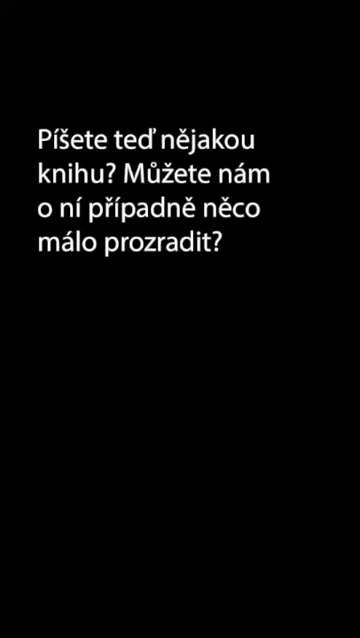 Píšete teď nějakou
knihu? Můžete nám
o ní případně něco
málo prozradit?